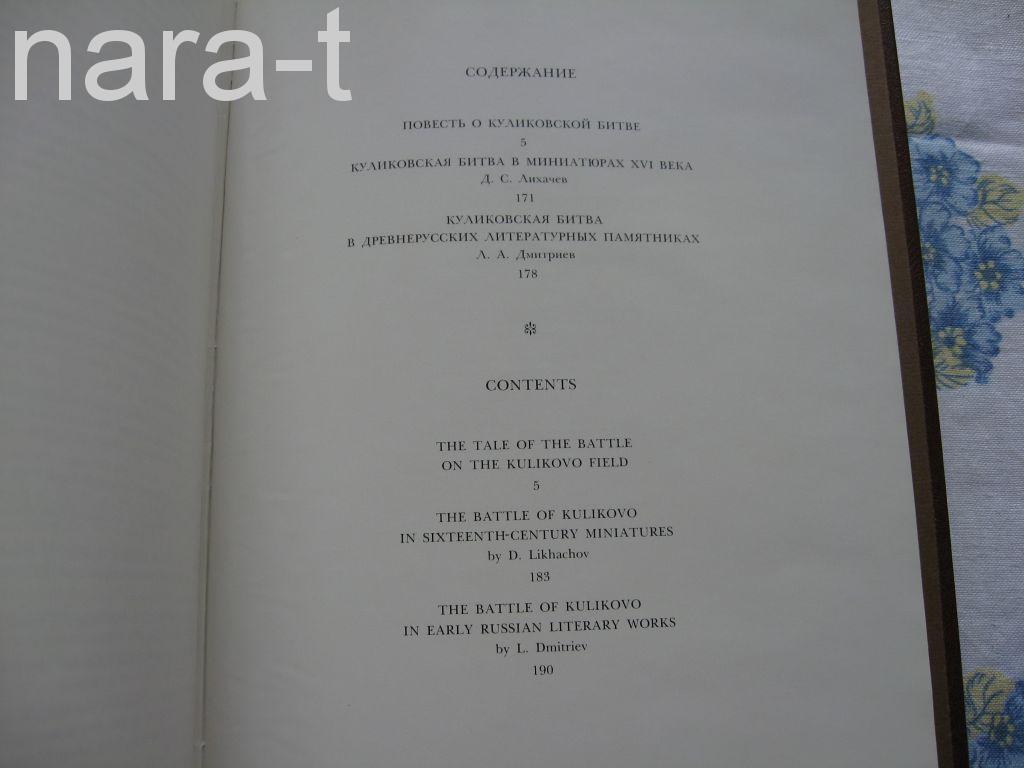 nara-t
СОДЕРЖАНИЕ
ПОВЕСТЬ О КУЛИКОВСКОЙ БИТВЕ
5
КУЛИКОВСКАЯ БИТВА В МИНИАТЮРАХ XVI ВЕКА
Д. С. Лихачев
171
КУЛИКОВСКАЯ БИТВА
В ДРЕВНЕРУССКИХ ЛИТЕРАТУРНЫХ ПАМЯТНИКАХ
Л. А. Дмитриев
178
CONTENTS
THE TALE OF THE BATTLE
ON THE KULIKOVO FIELD
5
THE BATTLE OF KULIKOVO
IN SIXTEENTH-CENTURY MINIATURES
by D. Likhachov
183
THE BATTLE OF KULIKOVO
IN EARLY RUSSIAN LITERARY WORKS
by L. Dmitriev
190